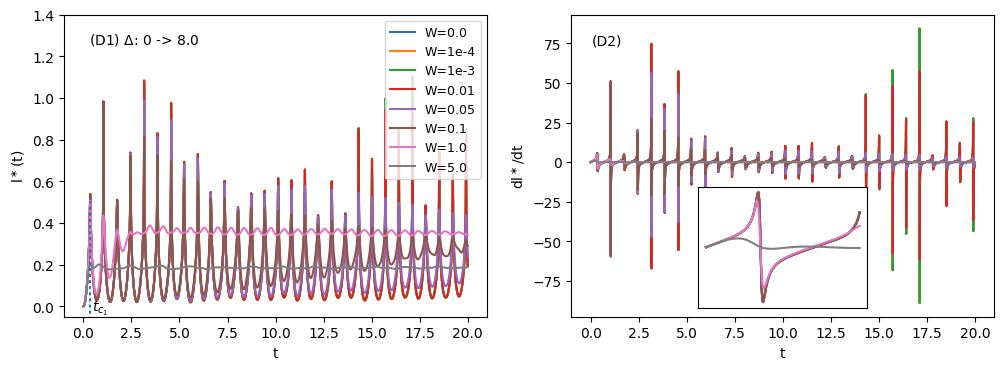 (D1) Δ: 0 -> 8.0
W=0.0
W=1e-4
W=1e-3
W=0.01
W=0.05
W=0.1
W=1.0
W=5.0
1.4
1.2
1.0
0.8
0.6
0.4
0.2
0.0
l * (t)
t_c₁
0.0 2.5 5.0 7.5 10.0 12.5 15.0 17.5 20.0
t
(D2)
75
50
25
0
−25
−50
−75
dl * /dt
0.0 2.5 5.0 7.5 10.0 12.5 15.0 17.5 20.0
t